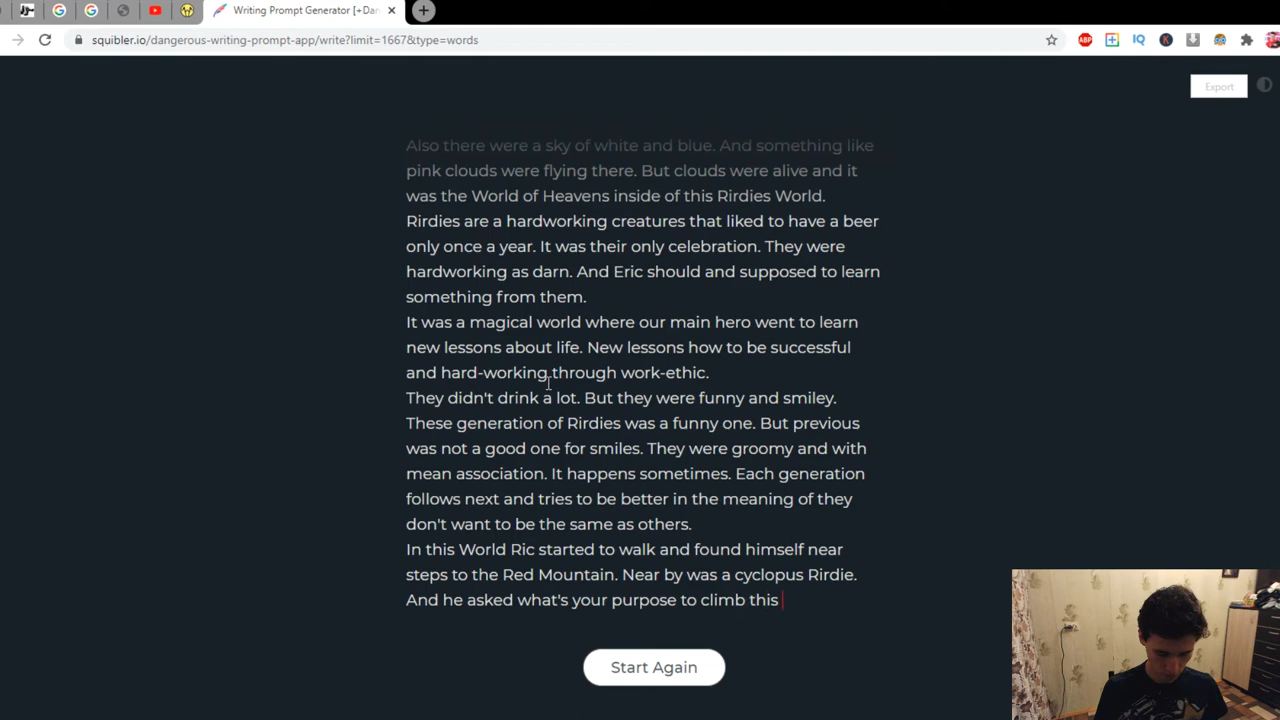 Writing Prompt Generator [+Dan
squibler.io/dangerous-writing-prompt-app/write?limit=1667&type=words
Export
Also there were a sky of white and blue. And something like
pink clouds were flying there. But clouds were alive and it
was the World of Heavens inside of this Rirdies World.
Rirdies are a hardworking creatures that liked to have a beer
only once a year. It was their only celebration. They were
hardworking as darn. And Eric should and supposed to learn
something from them.
It was a magical world where our main hero went to learn
new lessons about life. New lessons how to be successful
and hard-working through work-ethic.
They didn't drink a lot. But they were funny and smiley.
These generation of Rirdies was a funny one. But previous
was not a good one for smiles. They were groomy and with
mean association. It happens sometimes. Each generation
follows next and tries to be better in the meaning of they
don't want to be the same as others.
In this World Ric started to walk and found himself near
steps to the Red Mountain. Near by was a cyclopus Rirdie.
And he asked what's your purpose to climb this
Start Again